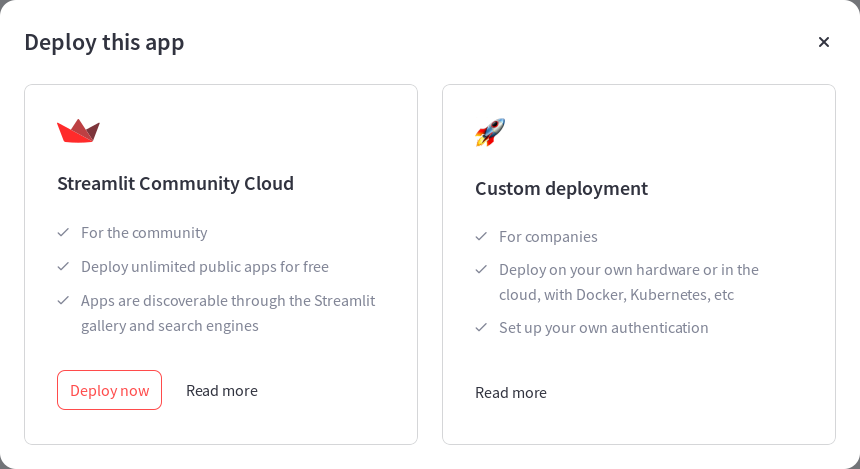 Deploy this app
Streamlit Community Cloud
For the community
Deploy unlimited public apps for free
Apps are discoverable through the Streamlit
gallery and search engines
Deploy now
Read more
Custom deployment
For companies
Deploy on your own hardware or in the
cloud, with Docker, Kubernetes, etc
Set up your own authentication
Read more